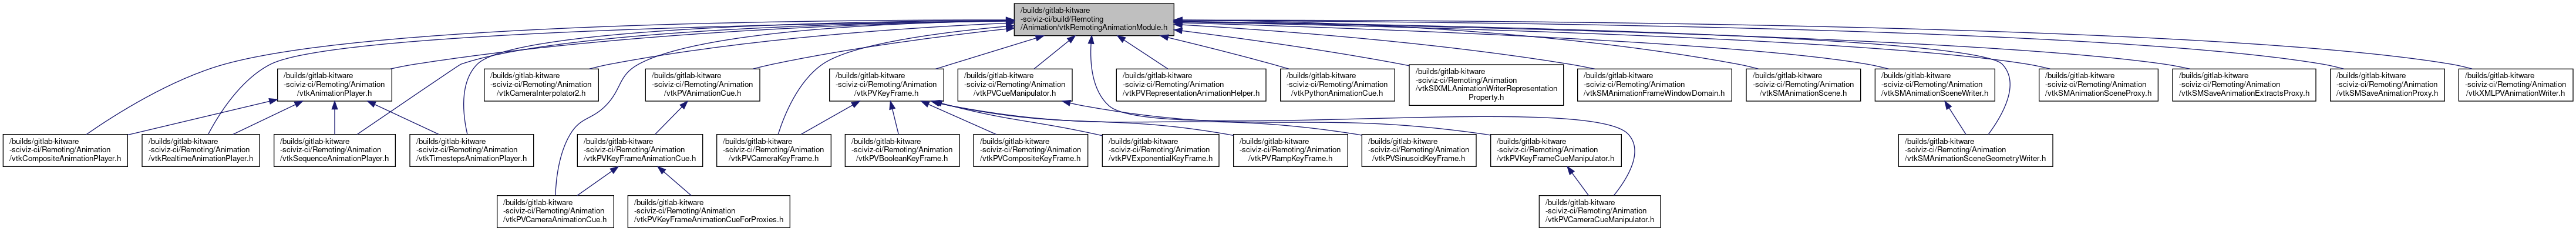 /builds/gitlab-kitware
-sciviz-ci/build/Remoting
/Animation/vtkRemotingAnimationModule.h
/builds/gitlab-kitware
-sciviz-ci/Remoting/Animation
/vtkAnimationPlayer.h
/builds/gitlab-kitware
-sciviz-ci/Remoting/Animation
/vtkCameraInterpolator2.h
/builds/gitlab-kitware
-sciviz-ci/Remoting/Animation
/vtkPVAnimationCue.h
/builds/gitlab-kitware
-sciviz-ci/Remoting/Animation
/vtkPVKeyFrame.h
/builds/gitlab-kitware
-sciviz-ci/Remoting/Animation
/vtkPVCueManipulator.h
/builds/gitlab-kitware
-sciviz-ci/Remoting/Animation
/vtkPVRepresentationAnimationHelper.h
/builds/gitlab-kitware
-sciviz-ci/Remoting/Animation
/vtkPythonAnimationCue.h
/builds/gitlab-kitware
-sciviz-ci/Remoting/Animation
/vtkSIXMLAnimationWriterRepresentation
Property.h
/builds/gitlab-kitware
-sciviz-ci/Remoting/Animation
/vtkSMAnimationFrameWindowDomain.h
/builds/gitlab-kitware
-sciviz-ci/Remoting/Animation
/vtkSMAnimationScene.h
/builds/gitlab-kitware
-sciviz-ci/Remoting/Animation
/vtkSMAnimationSceneWriter.h
/builds/gitlab-kitware
-sciviz-ci/Remoting/Animation
/vtkSMAnimationSceneProxy.h
/builds/gitlab-kitware
-sciviz-ci/Remoting/Animation
/vtkSMSaveAnimationExtractsProxy.h
/builds/gitlab-kitware
-sciviz-ci/Remoting/Animation
/vtkSMSaveAnimationProxy.h
/builds/gitlab-kitware
-sciviz-ci/Remoting/Animation
/vtkXMLPVAnimationWriter.h
/builds/gitlab-kitware
-sciviz-ci/Remoting/Animation
/vtkCompositeAnimationPlayer.h
/builds/gitlab-kitware
-sciviz-ci/Remoting/Animation
/vtkRealtimeAnimationPlayer.h
/builds/gitlab-kitware
-sciviz-ci/Remoting/Animation
/vtkSequenceAnimationPlayer.h
/builds/gitlab-kitware
-sciviz-ci/Remoting/Animation
/vtkTimestepsAnimationPlayer.h
/builds/gitlab-kitware
-sciviz-ci/Remoting/Animation
/vtkPVKeyFrameAnimationCue.h
/builds/gitlab-kitware
-sciviz-ci/Remoting/Animation
/vtkPVCameraKeyFrame.h
/builds/gitlab-kitware
-sciviz-ci/Remoting/Animation
/vtkPVBooleanKeyFrame.h
/builds/gitlab-kitware
-sciviz-ci/Remoting/Animation
/vtkPVCompositeKeyFrame.h
/builds/gitlab-kitware
-sciviz-ci/Remoting/Animation
/vtkPVExponentialKeyFrame.h
/builds/gitlab-kitware
-sciviz-ci/Remoting/Animation
/vtkPVRampKeyFrame.h
/builds/gitlab-kitware
-sciviz-ci/Remoting/Animation
/vtkPVSinusoidKeyFrame.h
/builds/gitlab-kitware
-sciviz-ci/Remoting/Animation
/vtkPVKeyFrameCueManipulator.h
/builds/gitlab-kitware
-sciviz-ci/Remoting/Animation
/vtkSMAnimationSceneGeometryWriter.h
/builds/gitlab-kitware
-sciviz-ci/Remoting/Animation
/vtkPVCameraAnimationCue.h
/builds/gitlab-kitware
-sciviz-ci/Remoting/Animation
/vtkPVKeyFrameAnimationCueForProxies.h
/builds/gitlab-kitware
-sciviz-ci/Remoting/Animation
/vtkPVCameraCueManipulator.h